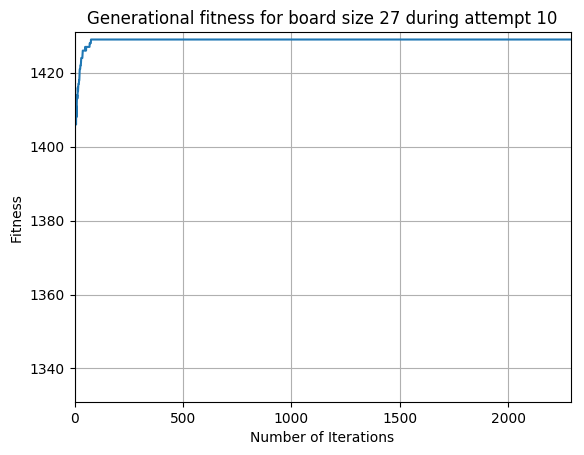 Generational fitness for board size 27 during attempt 10
1420
1400
1380
1360
1340
Fitness
0 500 1000 1500 2000
Number of Iterations